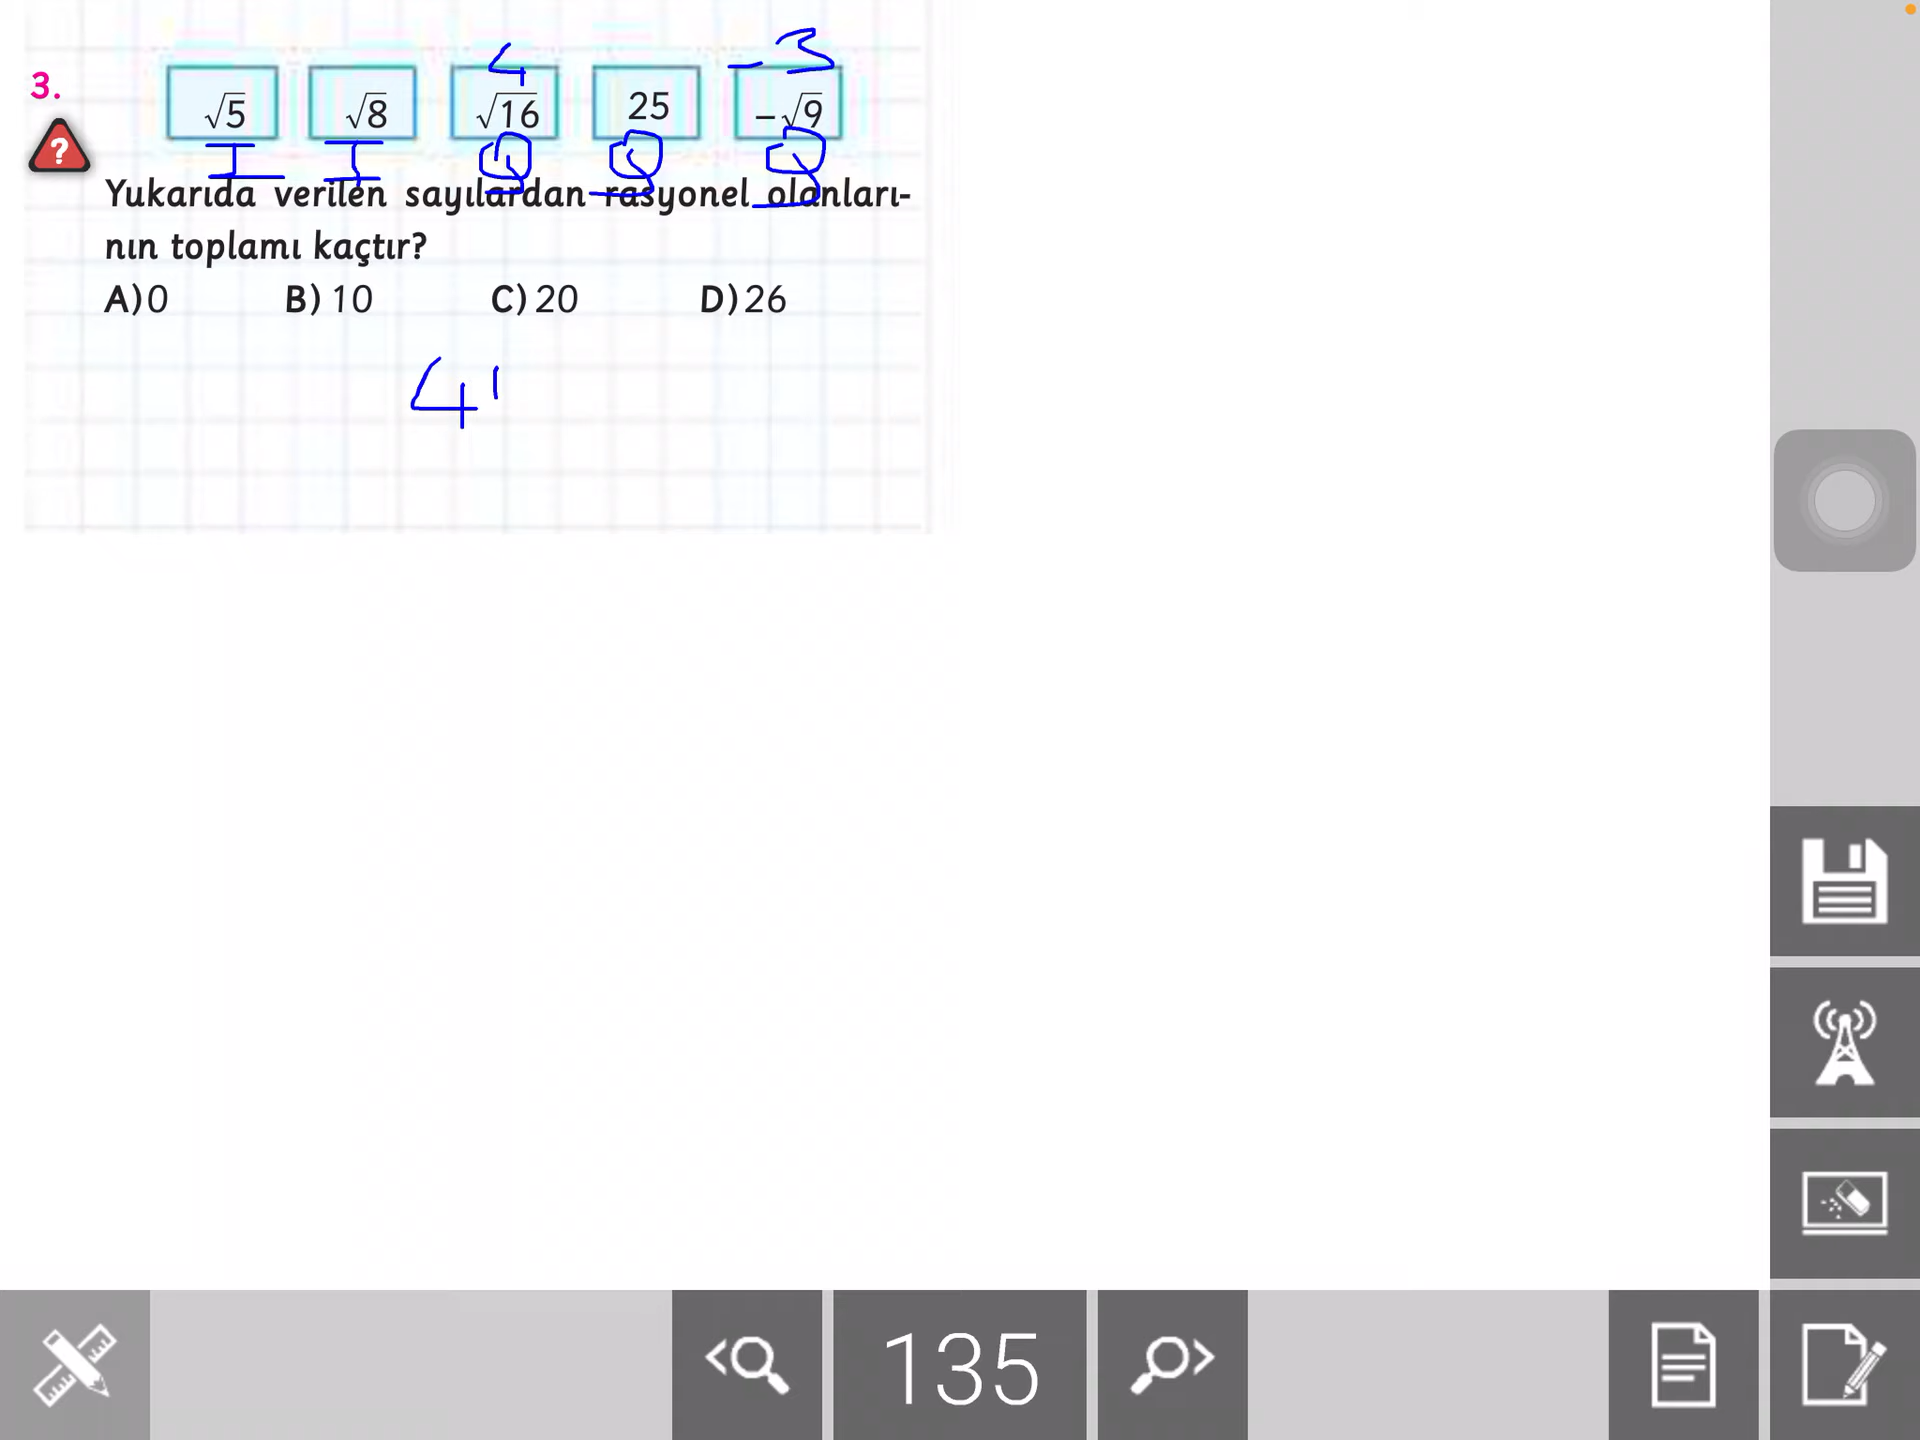 4 -3
3. √5 √8 √16 25 -√9
I I Q Q Q
Yukarıda verilen sayılardan rasyonel olanları-
nın toplamı kaçtır?
A) 0 B) 10 C) 20 D) 26
4
135